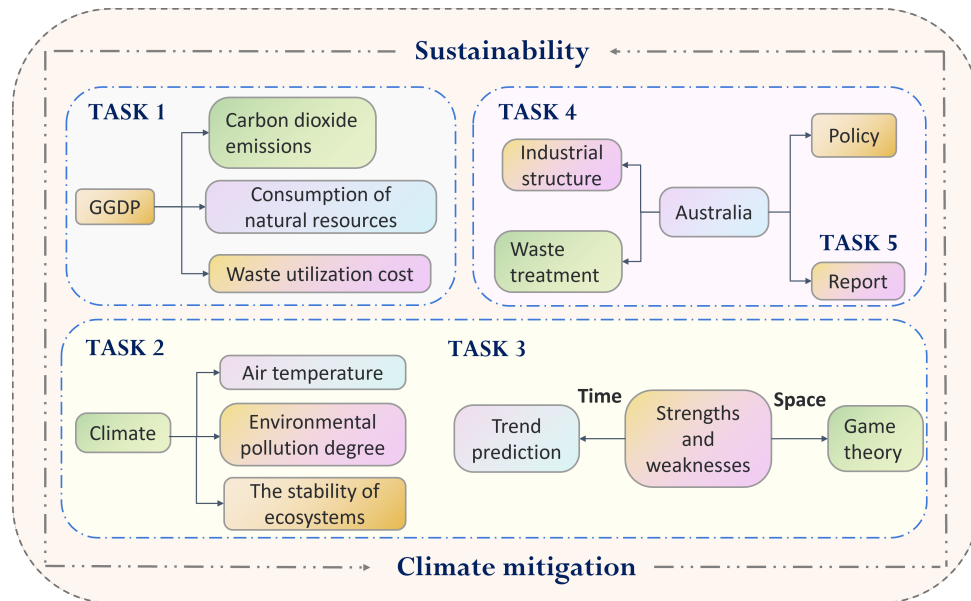 Sustainability
TASK 1
Carbon dioxide
emissions
GGDP
Consumption of
natural resources
Waste utilization cost
TASK 4
Industrial
structure
Waste
treatment
Australia
Policy
TASK 5
Report
TASK 2
Air temperature
Climate
Environmental
pollution degree
The stability of
ecosystems
TASK 3
Trend
prediction
Time
Strengths
and
weaknesses
Space
Game
theory
Climate mitigation